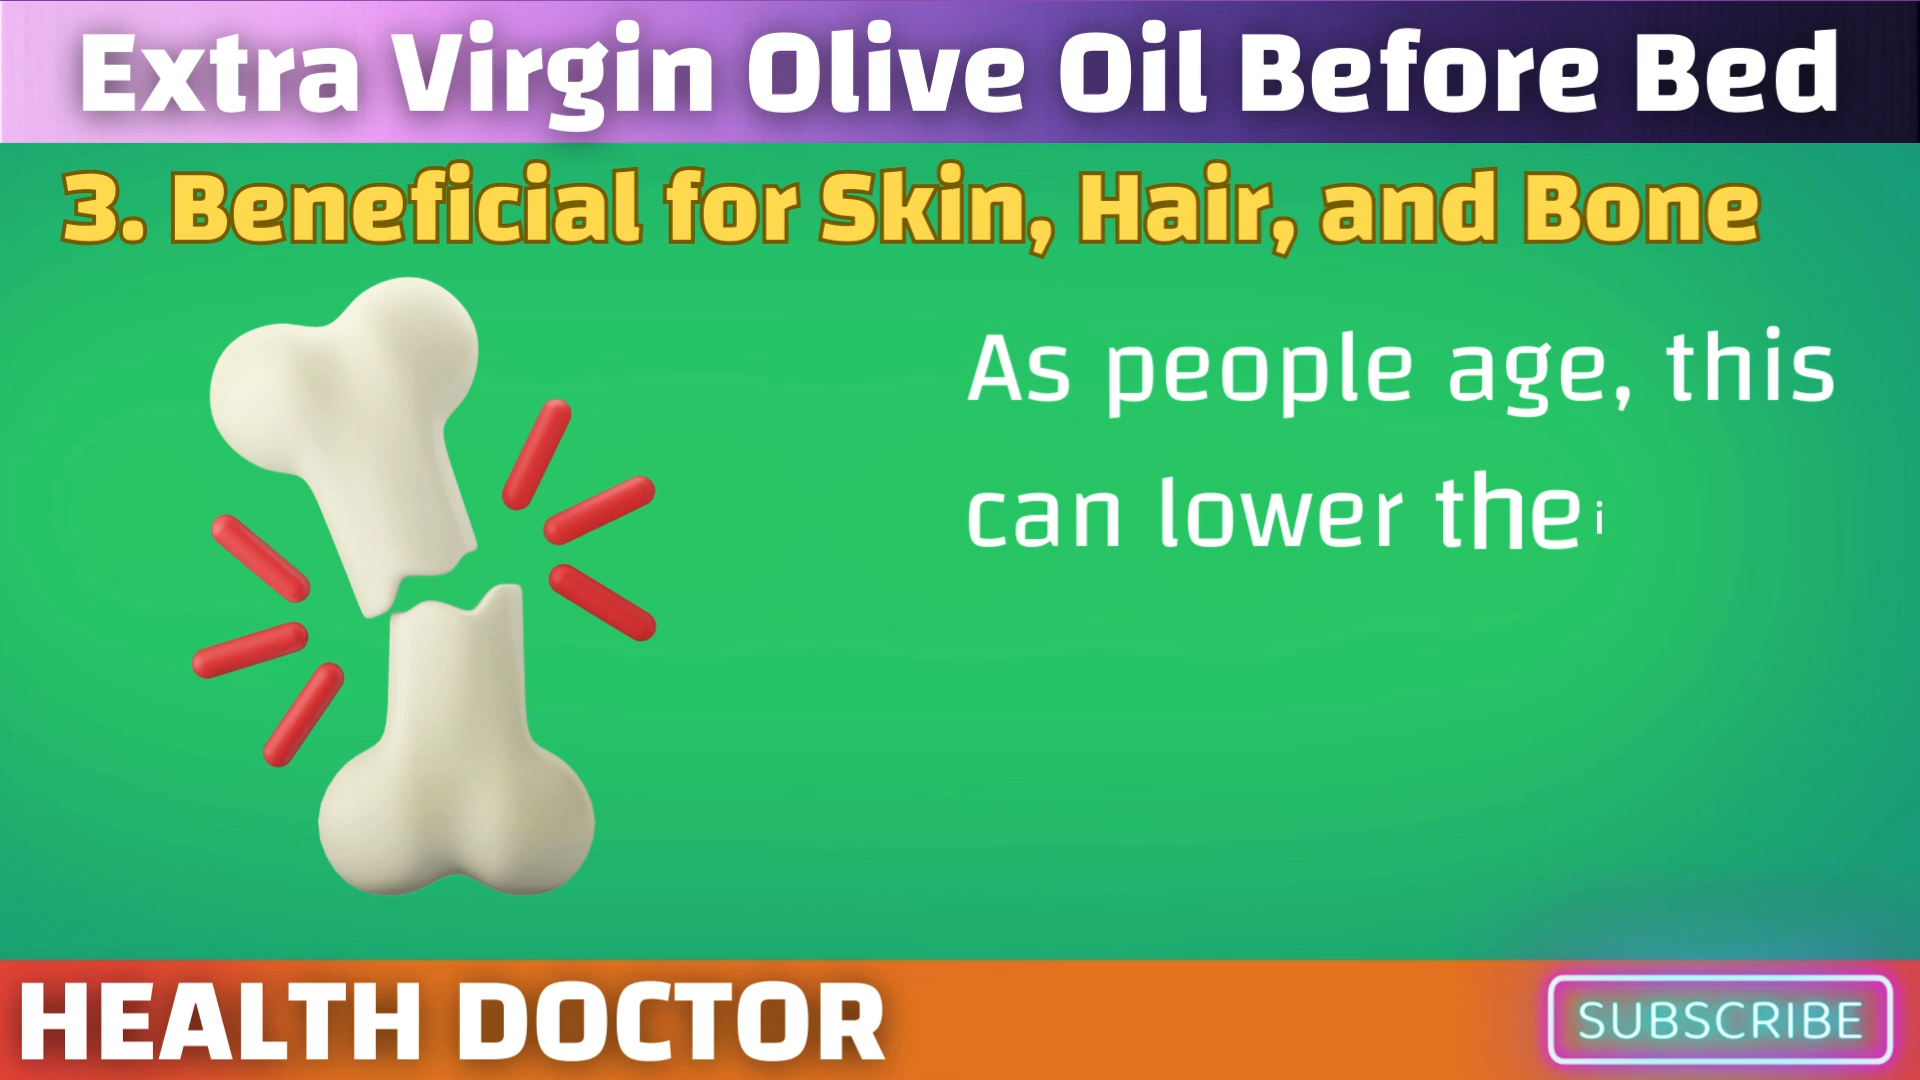 Extra Virgin Olive Oil Before Bed
3. Beneficial for Skin, Hair, and Bone
As people age, this
can lower thei
HEALTH DOCTOR
SUBSCRIBE